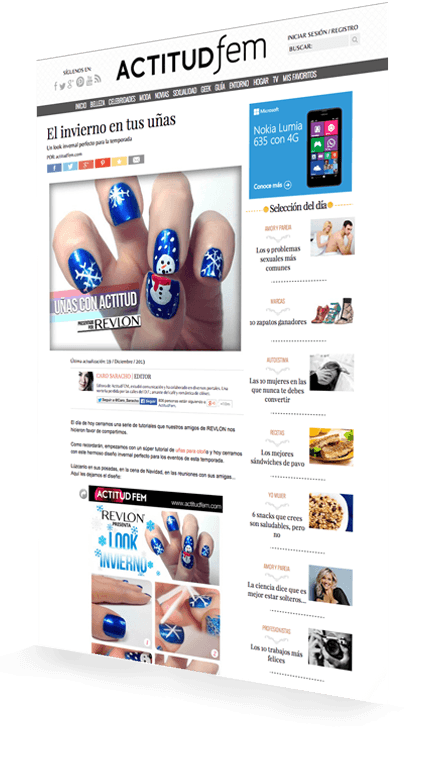 SÍGUENOS EN
ACTITUDfem
INICIAR SESIÓN / REGISTRO
BUSCAR:
INICIO BELLEZA CELEBRIDADES MODA NOVIAS SEXUALIDAD GEEK GUÍA ENTORNO HOGAR TV MIS FAVORITOS
El invierno en tus uñas
Un look invernal perfecto para la temporada
POR: actitudfem.com
UÑAS CON ACTITUD
PRESENTADO POR REVLON
Última actualización: 18 / Diciembre / 2013
| EDITOR
El día de hoy cerramos una serie de tutoriales que nuestros amigos de REVLON nos
hicieron favor de compartirnos.
Como recordarán, empezamos con un súper tutorial de uñas para otoño y hoy cerramos
con este hermoso diseño invernal perfecto para los eventos de esta temporada.
Lúzcanlo en sus posadas, en la cena de Navidad, en las reuniones con sus amigas...
Aquí les dejamos el diseño:
ACTITUD FEM
www.actitudfem.com
REVLON
PRESENTA
LOOK
INVIERNO
1
2
Microsoft
Nokia Lumia
635 con 4G
Conoce más
Selección del día
AMOR Y PAREJA
Los 9 problemas
sexuales más
comunes
MARCAS
10 zapatos ganadores
AUTOESTIMA
Las 10 mujeres en las
que nunca te debes
convertir
RECETAS
Los mejores
sándwiches de pavo
YO MUJER
6 snacks que crees
son saludables, pero
no
AMOR Y PAREJA
La ciencia dice que es
mejor estar solteros...
PROFESIONISTAS
Los 10 trabajos más
felices